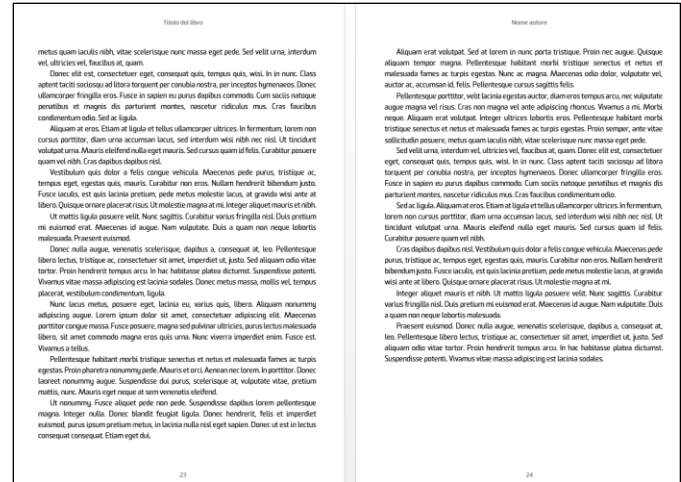 Titolo del libro
metus quam iaculis nibh, vitae scelerisque nunc massa eget pede. Sed velit urna, interdum
vel, ultricies vel, faucibus at, quam.
Donec elit est, consectetuer eget, consequat quis, tempus quis, wisi. In in nunc. Class
aptent taciti sociosqu ad litora torquent per conubia nostra, per inceptos hymenaeos. Donec
ullamcorper fringilla eros. Fusce in sapien eu purus dapibus commodo. Cum sociis natoque
penatibus et magnis dis parturient montes, nascetur ridiculus mus. Cras faucibus
condimentum odio. Sed ac ligula.
Aliquam at eros. Etiam at ligula et tellus ullamcorper ultrices. In fermentum, lorem non
cursus porttitor, diam urna accumsan lacus, sed interdum wisi nibh nec nisl. Ut tincidunt
volutpat urna. Mauris eleifend nulla eget mauris. Sed cursus quam id felis. Curabitur posuere
quam vel nibh. Cras dapibus dapibus nisl.
Vestibulum quis dolor a felis congue vehicula. Maecenas pede purus, tristique ac,
tempus eget, egestas quis, mauris. Curabitur non eros. Nullam hendrerit bibendum justo.
Fusce iaculis, est quis lacinia pretium, pede metus molestie lacus, at gravida wisi ante at
libero. Quisque ornare placerat risus. Ut molestie magna at mi. Integer aliquet mauris et nibh.
Ut mattis ligula posuere velit. Nunc sagittis. Curabitur varius fringilla nisl. Duis pretium
mi euismod erat. Maecenas id augue. Nam vulputate. Duis a quam non neque lobortis
malesuada. Praesent euismod.
Donec nulla augue, venenatis scelerisque, dapibus a, consequat at, leo. Pellentesque
libero lectus, tristique ac, consectetuer sit amet, imperdiet ut, justo. Sed aliquam odio vitae
tortor. Proin hendrerit tempus arcu. In hac habitasse platea dictumst. Suspendisse potenti.
Vivamus vitae massa adipiscing est lacinia sodales. Donec metus massa, mollis vel, tempus
placerat, vestibulum condimentum, ligula.
Nunc lacus metus, posuere eget, lacinia eu, varius quis, libero. Aliquam nonummy
adipiscing augue. Lorem ipsum dolor sit amet, consectetuer adipiscing elit. Maecenas
porttitor congue massa. Fusce posuere, magna sed pulvinar ultricies, purus lectus malesuada
libero, sit amet commodo magna eros quis urna. Nunc viverra imperdiet enim. Fusce est.
Vivamus a tellus.
Pellentesque habitant morbi tristique senectus et netus et malesuada fames ac turpis
egestas. Proin pharetra nonummy pede. Mauris et orci. Aenean nec lorem. In porttitor. Donec
laoreet nonummy augue. Suspendisse dui purus, scelerisque at, vulputate vitae, pretium
mattis, nunc. Mauris eget neque at sem venenatis eleifend.
Ut nonummy. Fusce aliquet pede non pede. Suspendisse dapibus lorem pellentesque
magna. Integer nulla. Donec blandit feugiat ligula. Donec hendrerit, felis et imperdiet
euismod, purus ipsum pretium metus, in lacinia nulla nisl eget sapien. Donec ut est in lectus
consequat consequat. Etiam eget dui.
23
Nome autore
Aliquam erat volutpat. Sed at lorem in nunc porta tristique. Proin nec augue. Quisque
aliquam tempor magna. Pellentesque habitant morbi tristique senectus et netus et
malesuada fames ac turpis egestas. Nunc ac magna. Maecenas odio dolor, vulputate vel,
auctor ac, accumsan id, felis. Pellentesque cursus sagittis felis.
Pellentesque porttitor, velit lacinia egestas auctor, diam eros tempus arcu, nec vulputate
augue magna vel risus. Cras non magna vel ante adipiscing rhoncus. Vivamus a mi. Morbi
neque. Aliquam erat volutpat. Integer ultrices lobortis eros. Pellentesque habitant morbi
tristique senectus et netus et malesuada fames ac turpis egestas. Proin semper, ante vitae
sollicitudin posuere, metus quam iaculis nibh, vitae scelerisque nunc massa eget pede.
Sed velit urna, interdum vel, ultricies vel, faucibus at, quam. Donec elit est, consectetuer
eget, consequat quis, tempus quis, wisi. In in nunc. Class aptent taciti sociosqu ad litora
torquent per conubia nostra, per inceptos hymenaeos. Donec ullamcorper fringilla eros.
Fusce in sapien eu purus dapibus commodo. Cum sociis natoque penatibus et magnis dis
parturient montes, nascetur ridiculus mus. Cras faucibus condimentum odio.
Sed ac ligula. Aliquam at eros. Etiam at ligula et tellus ullamcorper ultrices. In fermentum,
lorem non cursus porttitor, diam urna accumsan lacus, sed interdum wisi nibh nec nisl. Ut
tincidunt volutpat urna. Mauris eleifend nulla eget mauris. Sed cursus quam id felis.
Curabitur posuere quam vel nibh.
Cras dapibus dapibus nisl. Vestibulum quis dolor a felis congue vehicula. Maecenas pede
purus, tristique ac, tempus eget, egestas quis, mauris. Curabitur non eros. Nullam hendrerit
bibendum justo. Fusce iaculis, est quis lacinia pretium, pede metus molestie lacus, at gravida
wisi ante at libero. Quisque ornare placerat risus. Ut molestie magna at mi.
Integer aliquet mauris et nibh. Ut mattis ligula posuere velit. Nunc sagittis. Curabitur
varius fringilla nisl. Duis pretium mi euismod erat. Maecenas id augue. Nam vulputate. Duis
a quam non neque lobortis malesuada.
Praesent euismod. Donec nulla augue, venenatis scelerisque, dapibus a, consequat at,
leo. Pellentesque libero lectus, tristique ac, consectetuer sit amet, imperdiet ut, justo. Sed
aliquam odio vitae tortor. Proin hendrerit tempus arcu. In hac habitasse platea dictumst.
Suspendisse potenti. Vivamus vitae massa adipiscing est lacinia sodales.
24